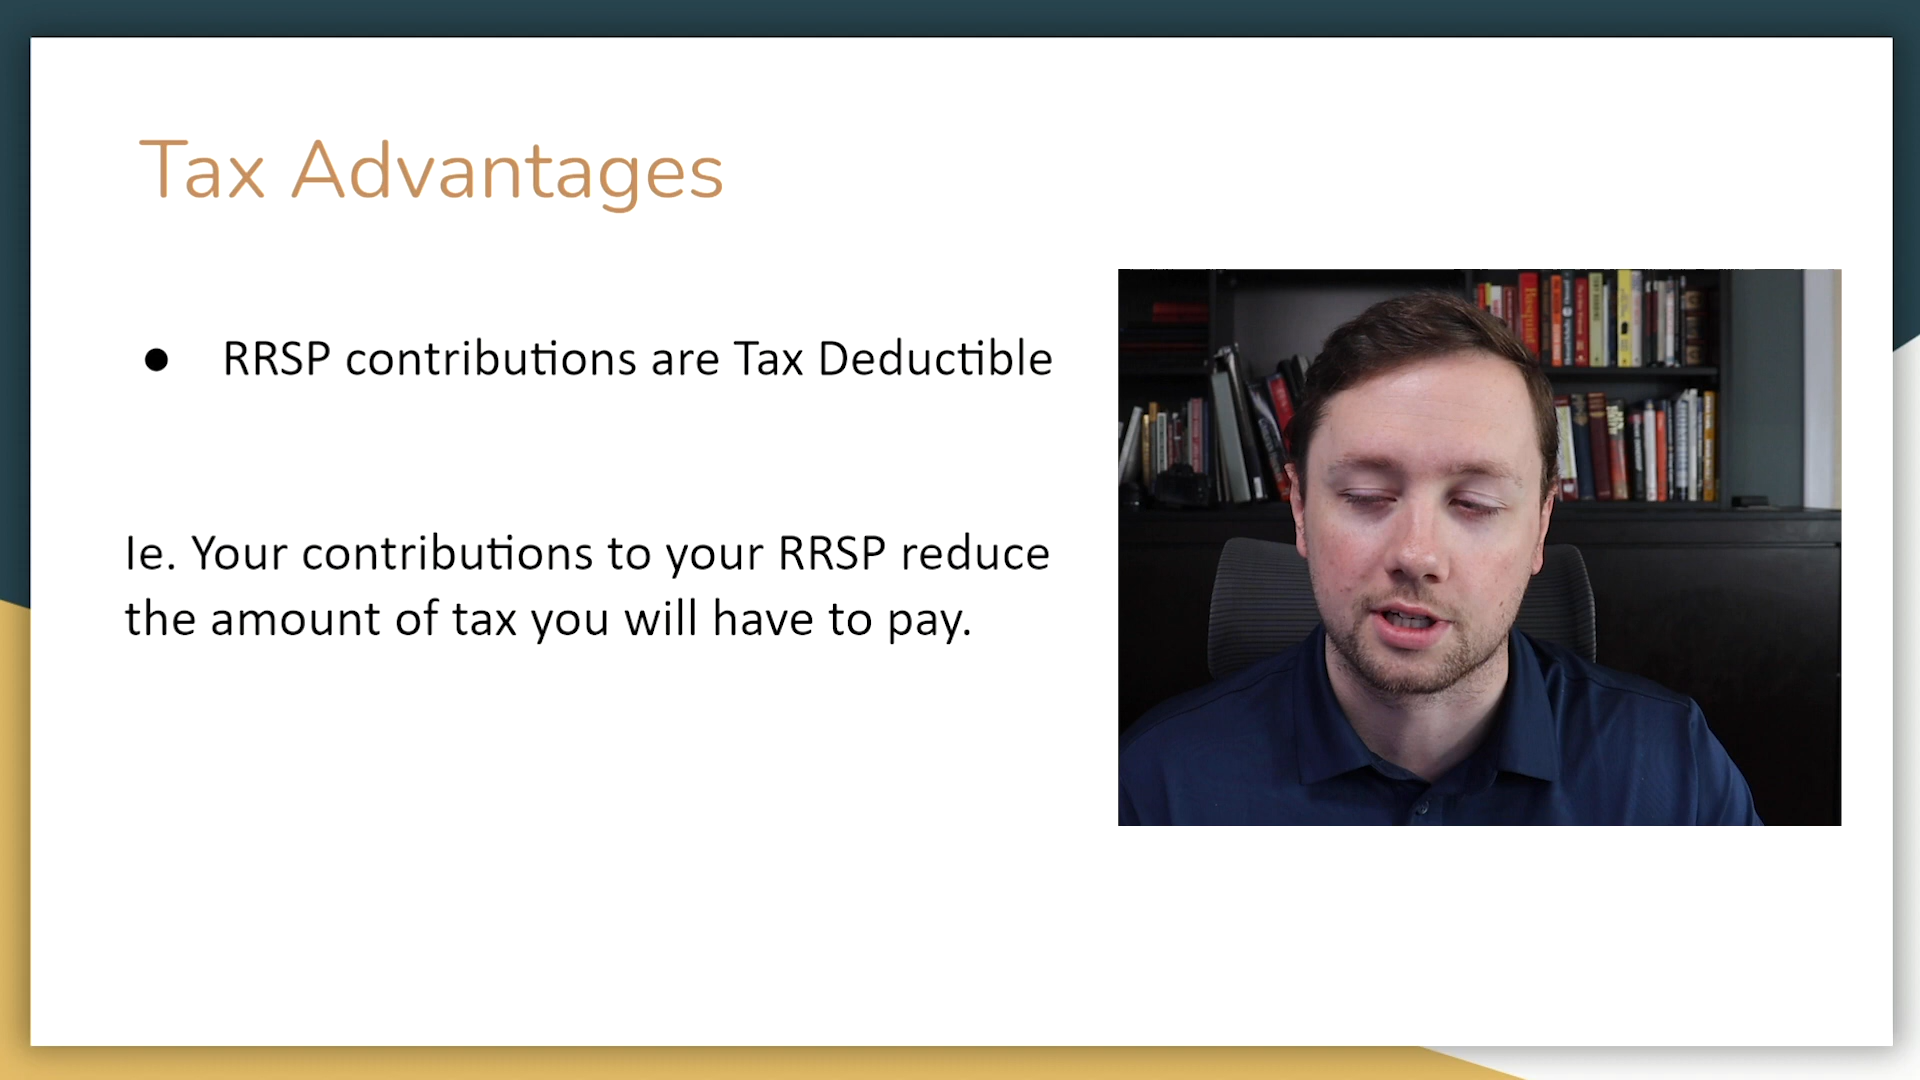 Tax Advantages
● RRSP contributions are Tax Deductible
Ie. Your contributions to your RRSP reduce
the amount of tax you will have to pay.